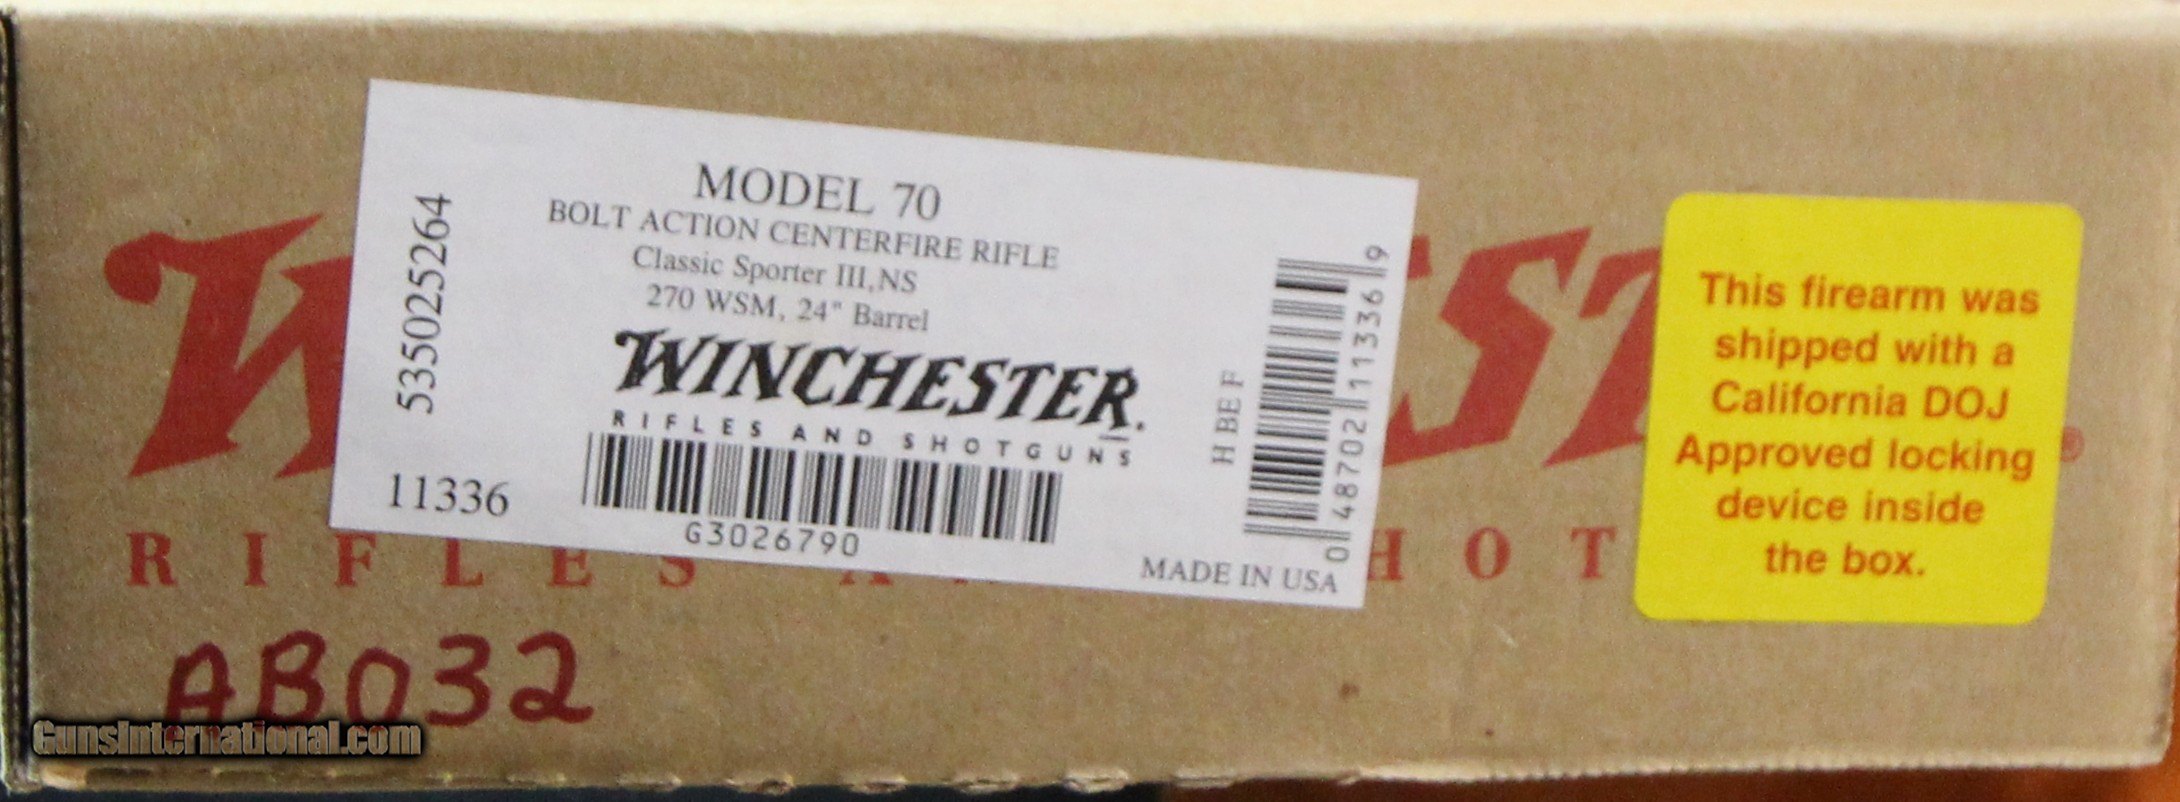 MODEL 70
BOLT ACTION CENTERFIRE RIFLE
Classic Sporter III,NS
270 WSM, 24" Barrel
WINCHESTER.
RIFLES AND SHOTGUNS
G3026790
535025264
11336
H BE F
0 48702 11336 9
MADE IN USA
This firearm was
shipped with a
California DOJ
Approved locking
device inside
the box.
RIFLES
AB032
GunsInternational.com